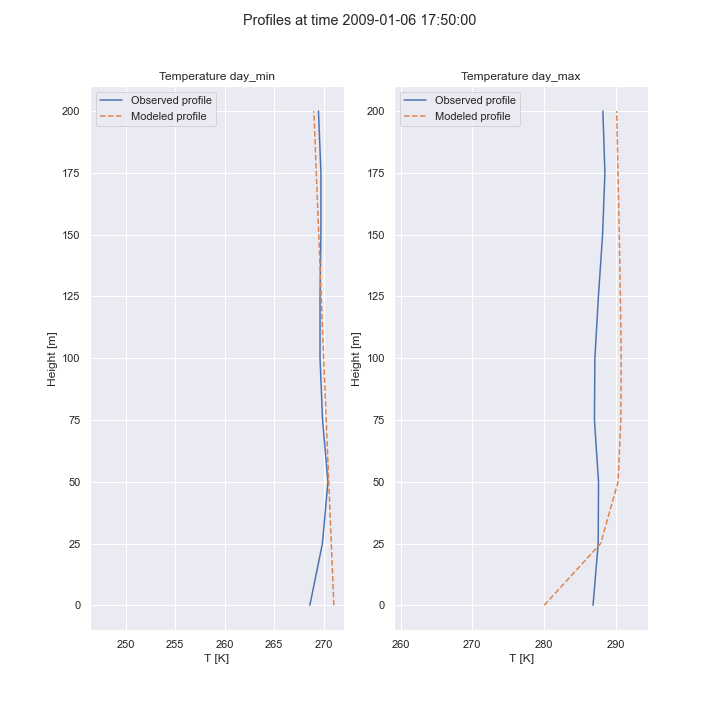 Profiles at time 2009-01-06 17:50:00
Temperature day_min
Observed profile
Modeled profile
200
175
150
125
100
75
50
25
0
Height [m]
250
255
260
265
270
T [K]
Temperature day_max
Observed profile
Modeled profile
200
175
150
125
100
75
50
25
0
Height [m]
260
270
280
290
T [K]